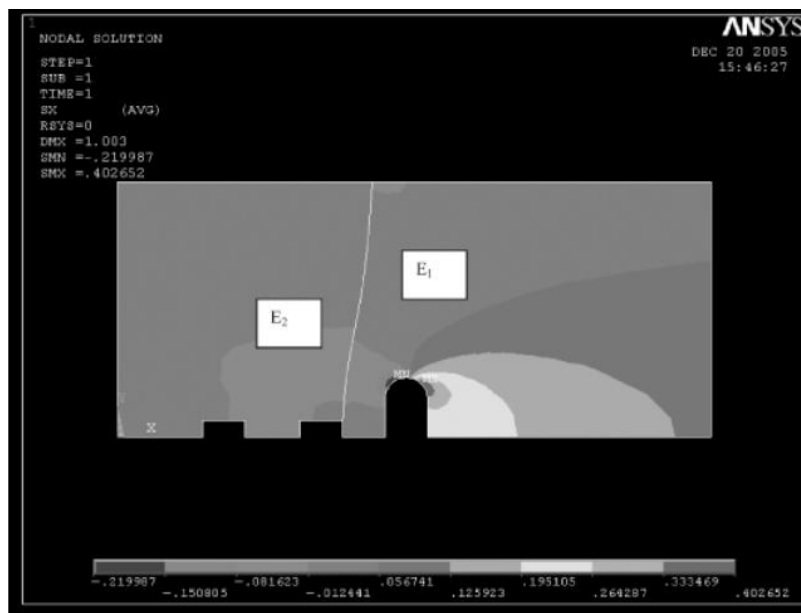 1
NODAL SOLUTION
STEP=1
SUB =1
TIME=1
SX (AVG)
RSYS=0
DMX =1.003
SMN =-.219987
SMX =.402652
ANSYS
DEC 20 2005
15:46:27
E1
E2
MN
X
-.219987
-.150805
-.081623
-.012441
.056741
.125923
.195105
.264287
.333469
.402652